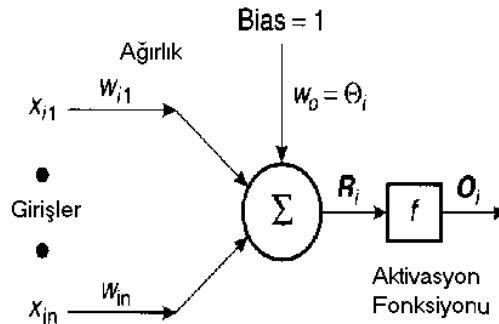 Bias = 1
Ağırlık
w₀ = Θᵢ
xᵢ₁
wᵢ₁
Girişler
Σ
Rᵢ
f
Oᵢ
xᵢₙ
wᵢₙ
Aktivasyon
Fonksiyonu